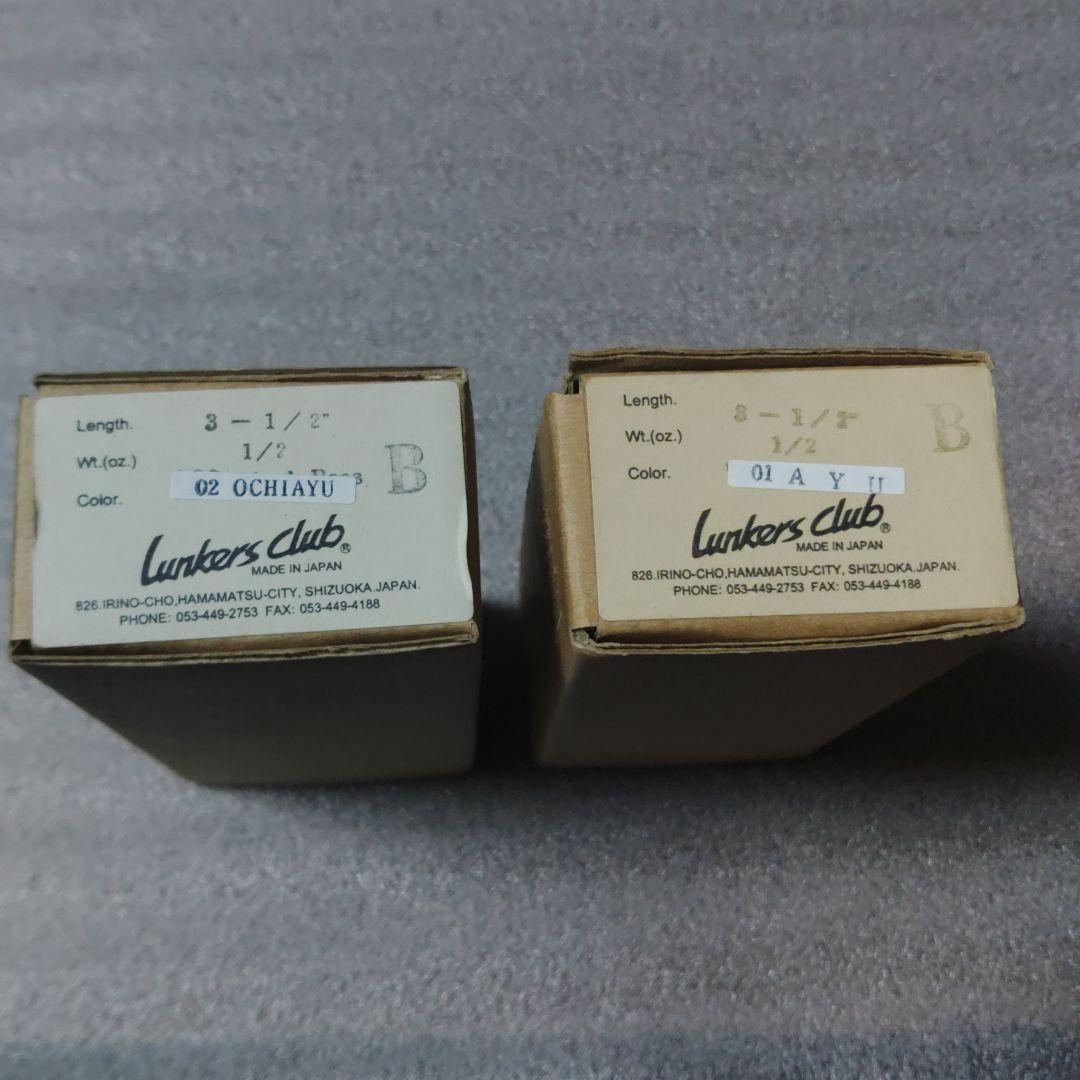 Length. 3 - 1/2"
Wt.(oz.) 1/2
B
Color. 02 OCHIAYU
Lunkers Club®
MADE IN JAPAN
826.IRINO-CHO,HAMAMATSU-CITY, SHIZUOKA.JAPAN.
PHONE: 053-449-2753 FAX: 053-449-4188
Length. 3 - 1/2"
Wt.(oz.) 1/2
B
Color. 01 A Y U
Lunkers Club®
MADE IN JAPAN
826.IRINO-CHO,HAMAMATSU-CITY, SHIZUOKA.JAPAN.
PHONE: 053-449-2753 FAX: 053-449-4188